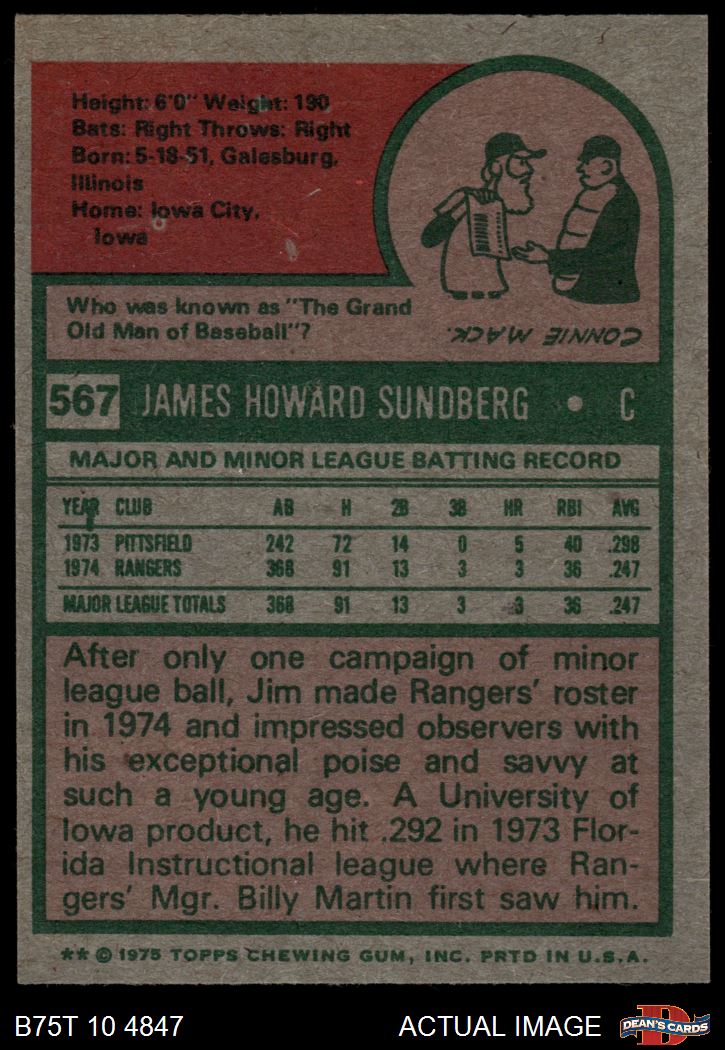 Height: 6'0" Weight: 190
Bats: Right Throws: Right
Born: 5-18-51, Galesburg,
Illinois
Home: Iowa City,
Iowa
Who was known as "The Grand
Old Man of Baseball"?
CONNIE MACK.
567 JAMES HOWARD SUNDBERG • C
MAJOR AND MINOR LEAGUE BATTING RECORD
YEAR CLUB AB H 2B 3B HR RBI AVG
1973 PITTSFIELD 242 72 14 0 5 40 .298
1974 RANGERS 368 91 13 3 3 36 .247
MAJOR LEAGUE TOTALS 368 91 13 3 3 36 .247
After only one campaign of minor
league ball, Jim made Rangers' roster
in 1974 and impressed observers with
his exceptional poise and savvy at
such a young age. A University of
Iowa product, he hit .292 in 1973 Flor-
ida Instructional league where Ran-
gers' Mgr. Billy Martin first saw him.
** © 1975 TOPPS CHEWING GUM, INC. PRTD IN U.S.A.
B75T 10 4847 ACTUAL IMAGE DEAN'S CARDS